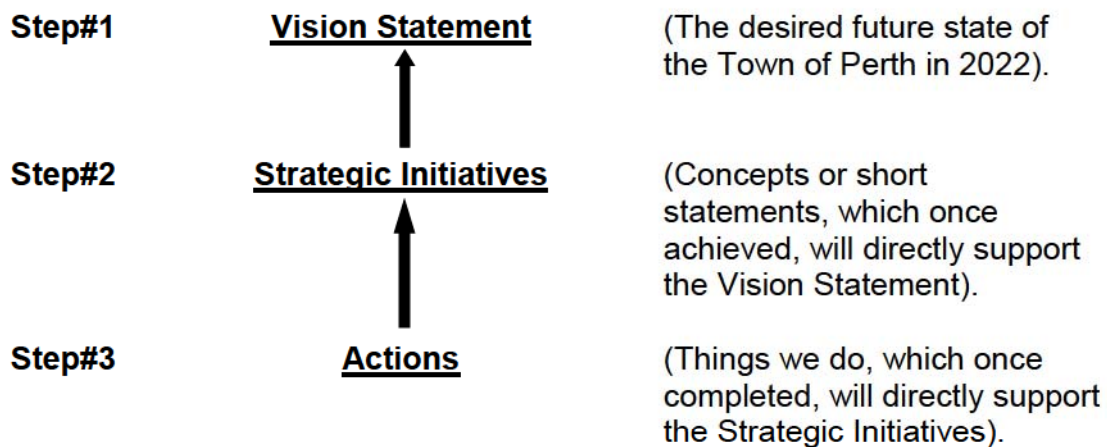 Step#1 Vision Statement (The desired future state of
the Town of Perth in 2022).
Step#2 Strategic Initiatives (Concepts or short
statements, which once
achieved, will directly support
the Vision Statement).
Step#3 Actions (Things we do, which once
completed, will directly support
the Strategic Initiatives).